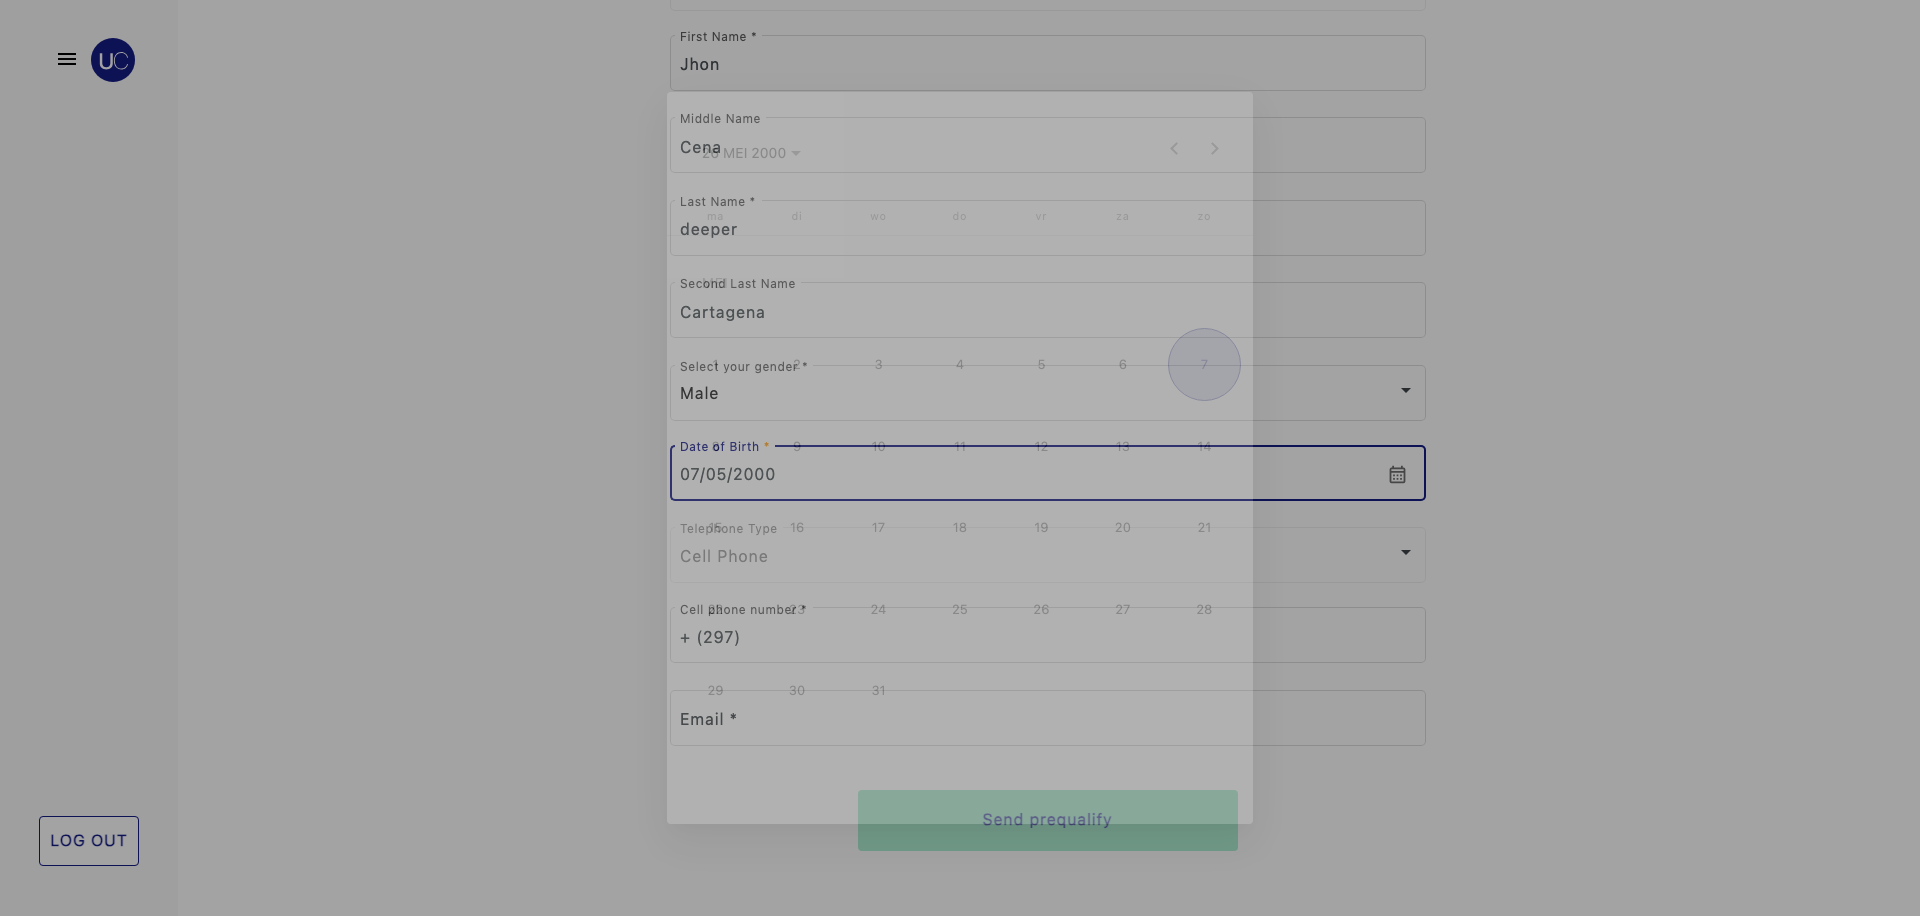 UC
First Name *
Jhon
Middle Name
Cena
MEI 2000
Last Name *
ma di wo do vr za zo
deeper
Second Last Name
MEI
Cartagena
1 2 3 4 5 6 7
Select your gender *
Male
Date of Birth *
8 9 10 11 12 13 14
07/05/2000
15 16 17 18 19 20 21
Telephone Type
Cell Phone
22 23 24 25 26 27 28
Cell phone number *
+ (297)
29 30 31
Email *
Send prequalify
LOG OUT